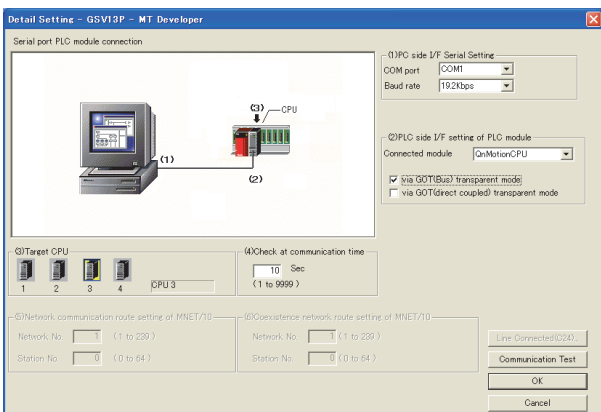 Detail Setting - GSV13P - MT Developer
Serial port PLC module connection
(3) CPU
(1)
(2)
(1)PC side I/F Serial Setting
COM port COM1
Baud rate 19.2Kbps
(2)PLC side I/F setting of PLC module
Connected module QnMotionCPU
via GOT(Bus) transparent mode
via GOT(direct coupled) transparent mode
(3)Target CPU
1 2 3 4 CPU 3
(4)Check at communication time
10 Sec
(1 to 9999 )
(5)Network communication route setting of MNET/10
Network No. 1 (1 to 239 )
Station No. 0 (0 to 64 )
(6)Coexistence network route setting of MNET/10
Network No. 1 (1 to 239 )
Station No. 0 (0 to 64 )
Line Connected(C24)...
Communication Test
OK
Cancel